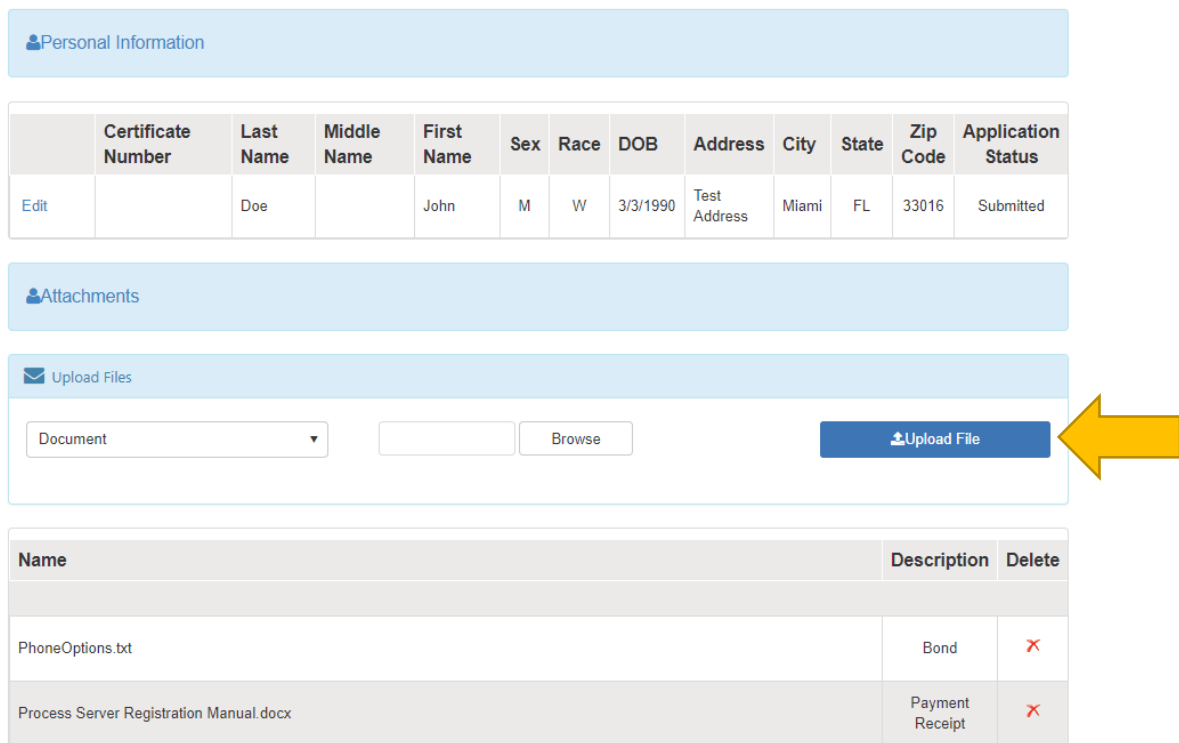 Personal Information
Certificate Number Last Name Middle Name First Name Sex Race DOB Address City State Zip Code Application Status
Edit Doe John M W 3/3/1990 Test Address Miami FL 33016 Submitted
Attachments
Upload Files
Document Browse Upload File
Name Description Delete
PhoneOptions.txt Bond
Process Server Registration Manual.docx Payment Receipt